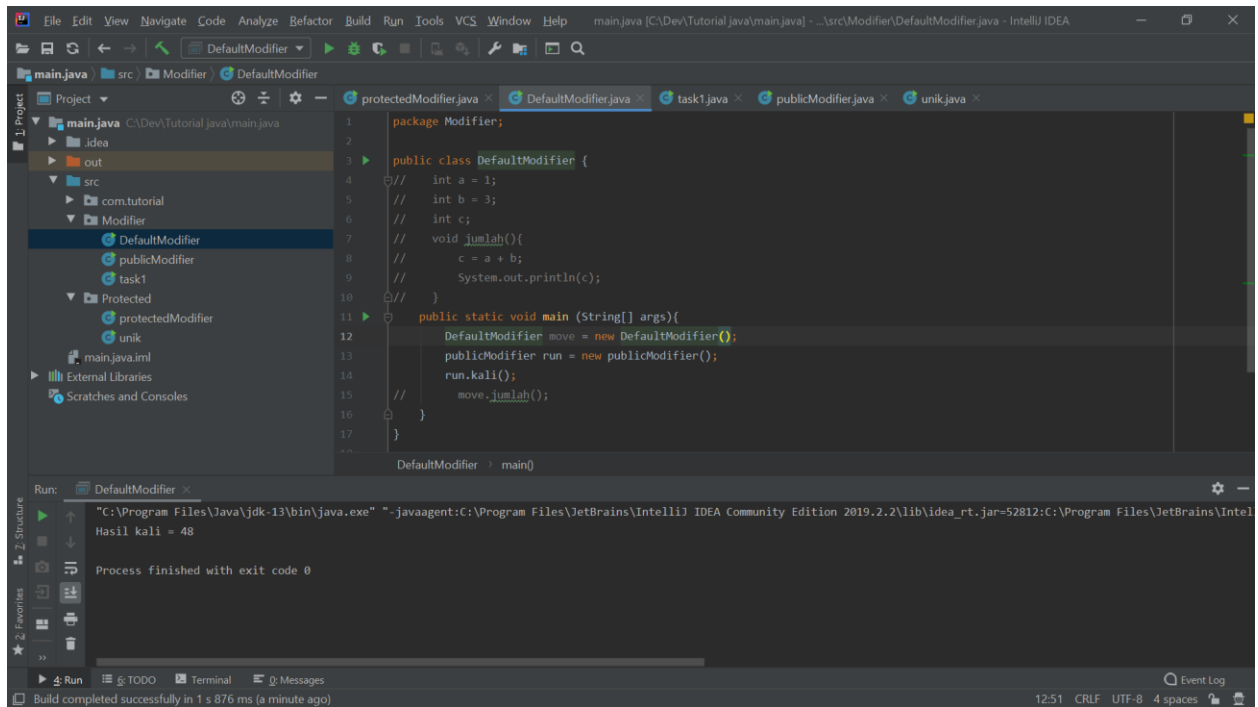 File Edit View Navigate Code Analyze Refactor Build Run Tools VCS Window Help main.java [C:\Dev\Tutorial java\main.java] - ...\src\Modifier\DefaultModifier.java - IntelliJ IDEA
DefaultModifier
main.java src Modifier DefaultModifier
1: Project
Project
protectedModifier.java DefaultModifier.java task1.java publicModifier.java unik.java
main.java C:\Dev\Tutorial java\main.java
.idea
out
src
com.tutorial
Modifier
DefaultModifier
publicModifier
task1
Protected
protectedModifier
unik
main.java.iml
External Libraries
Scratches and Consoles
1 package Modifier;
2
3 public class DefaultModifier {
4 // int a = 1;
5 // int b = 3;
6 // int c;
7 // void jumlah(){
8 // c = a + b;
9 // System.out.println(c);
10 // }
11 public static void main (String[] args){
12 DefaultModifier move = new DefaultModifier();
13 publicModifier run = new publicModifier();
14 run.kali();
15 // move.jumlah();
16 }
17 }
DefaultModifier > main()
Run: DefaultModifier
"C:\Program Files\Java\jdk-13\bin\java.exe" "-javaagent:C:\Program Files\JetBrains\IntelliJ IDEA Community Edition 2019.2.2\lib\idea_rt.jar=52812:C:\Program Files\JetBrains\Intel
Hasil kali = 48
Process finished with exit code 0
Z: Structure
2: Favorites
4: Run 6: TODO Terminal 0: Messages Event Log
Build completed successfully in 1 s 876 ms (a minute ago) 12:51 CRLF UTF-8 4 spaces